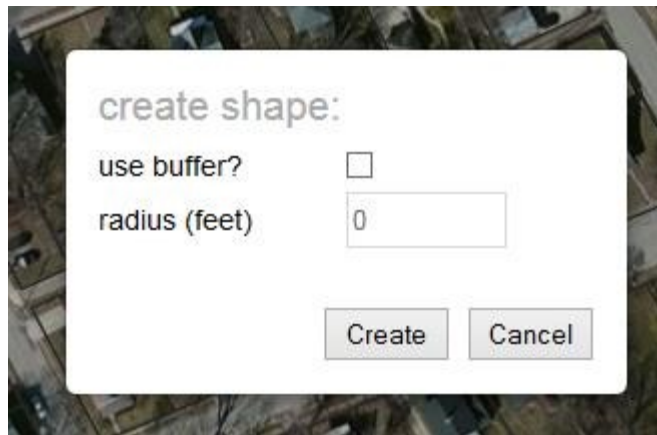 create shape:
use buffer?
radius (feet) 0
Create Cancel